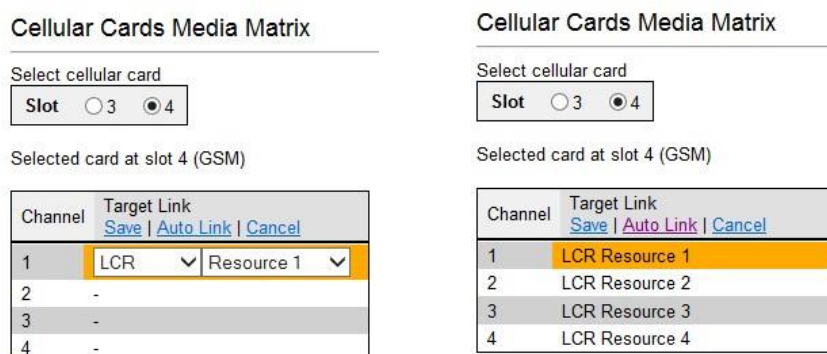 Cellular Cards Media Matrix
Select cellular card
Slot 3 4
Selected card at slot 4 (GSM)
Channel Target Link
Save | Auto Link | Cancel
1 LCR Resource 1
2 -
3 -
4 -
Cellular Cards Media Matrix
Select cellular card
Slot 3 4
Selected card at slot 4 (GSM)
Channel Target Link
Save | Auto Link | Cancel
1 LCR Resource 1
2 LCR Resource 2
3 LCR Resource 3
4 LCR Resource 4